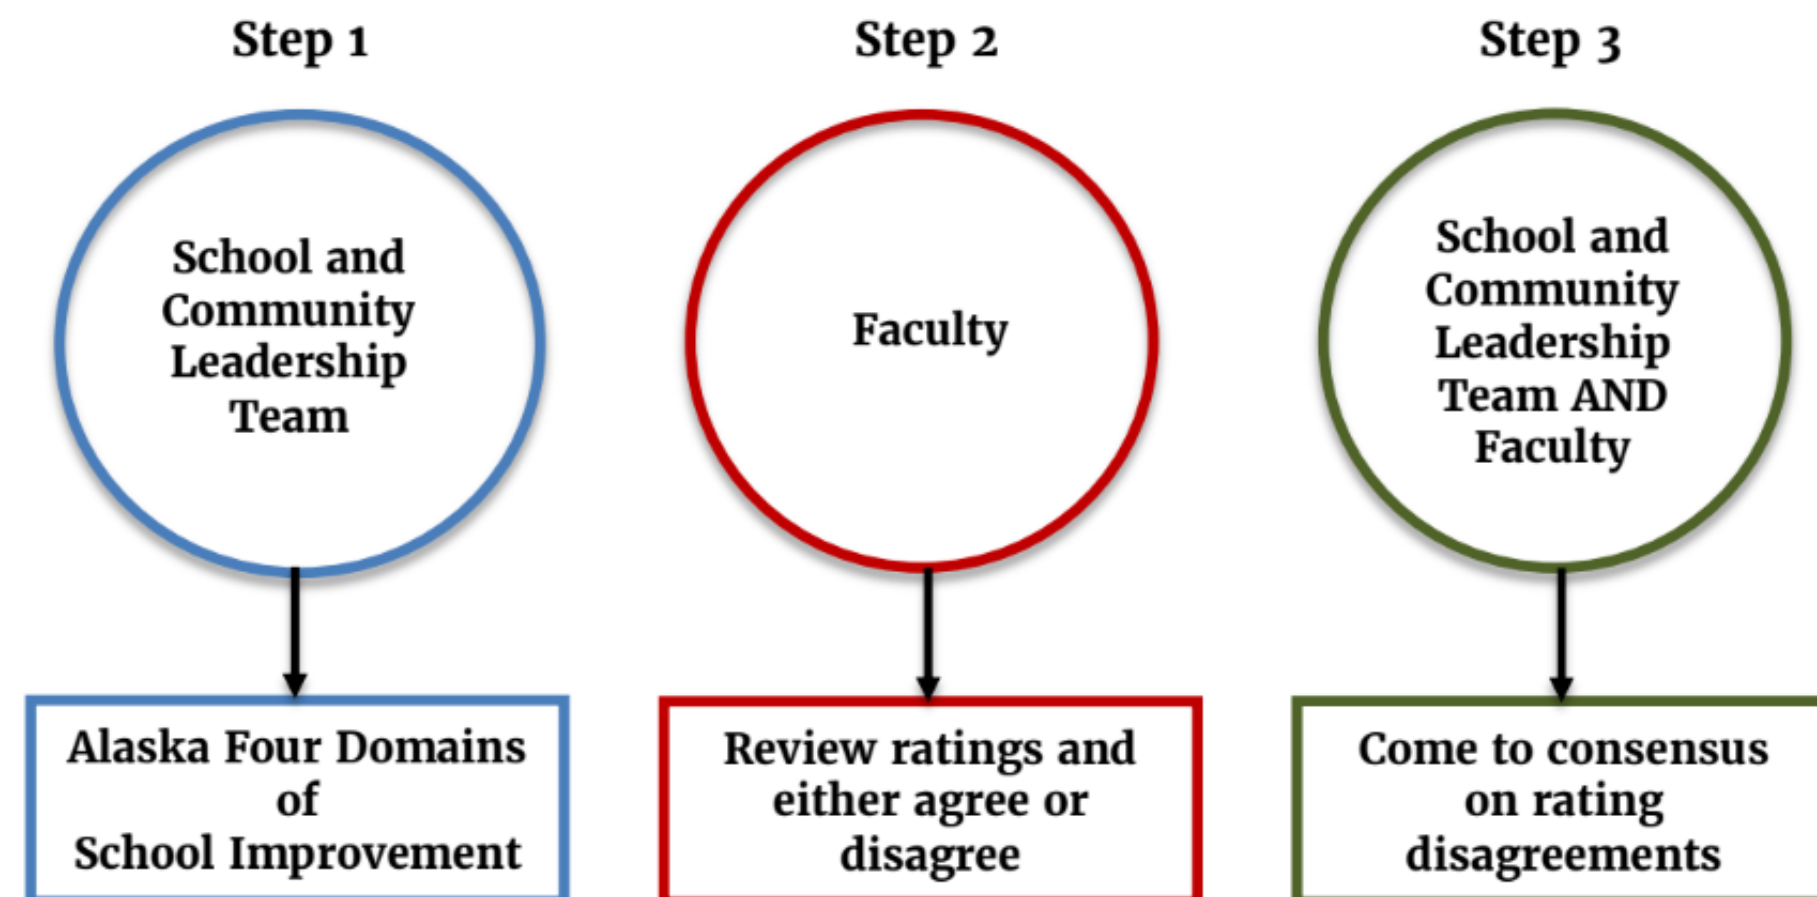 Step 1
School and
Community
Leadership
Team
Alaska Four Domains
of
School Improvement
Step 2
Faculty
Review ratings and
either agree or
disagree
Step 3
School and
Community
Leadership
Team AND
Faculty
Come to consensus
on rating
disagreements